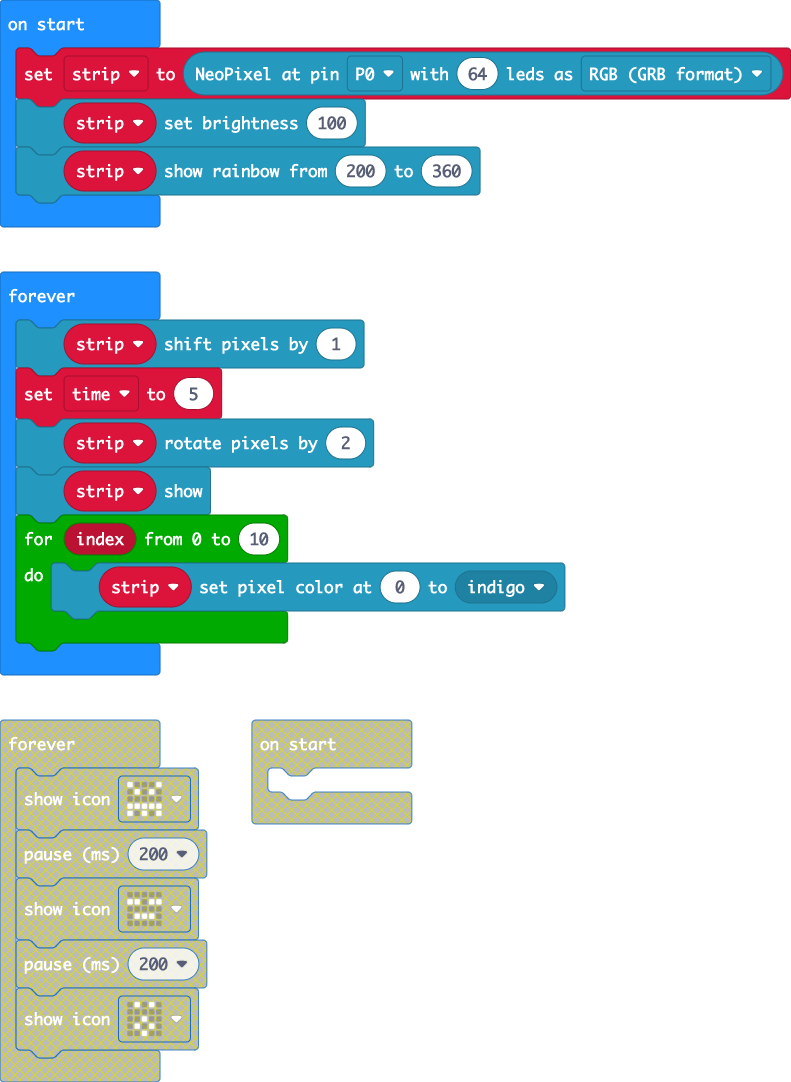 on start
set strip to NeoPixel at pin P0 with 64 leds as RGB (GRB format)
strip set brightness 100
strip show rainbow from 200 to 360
forever
strip shift pixels by 1
set time to 5
strip rotate pixels by 2
strip show
for index from 0 to 10
do strip set pixel color at 0 to indigo
forever
on start
show icon
pause (ms) 200
show icon
pause (ms) 200
show icon